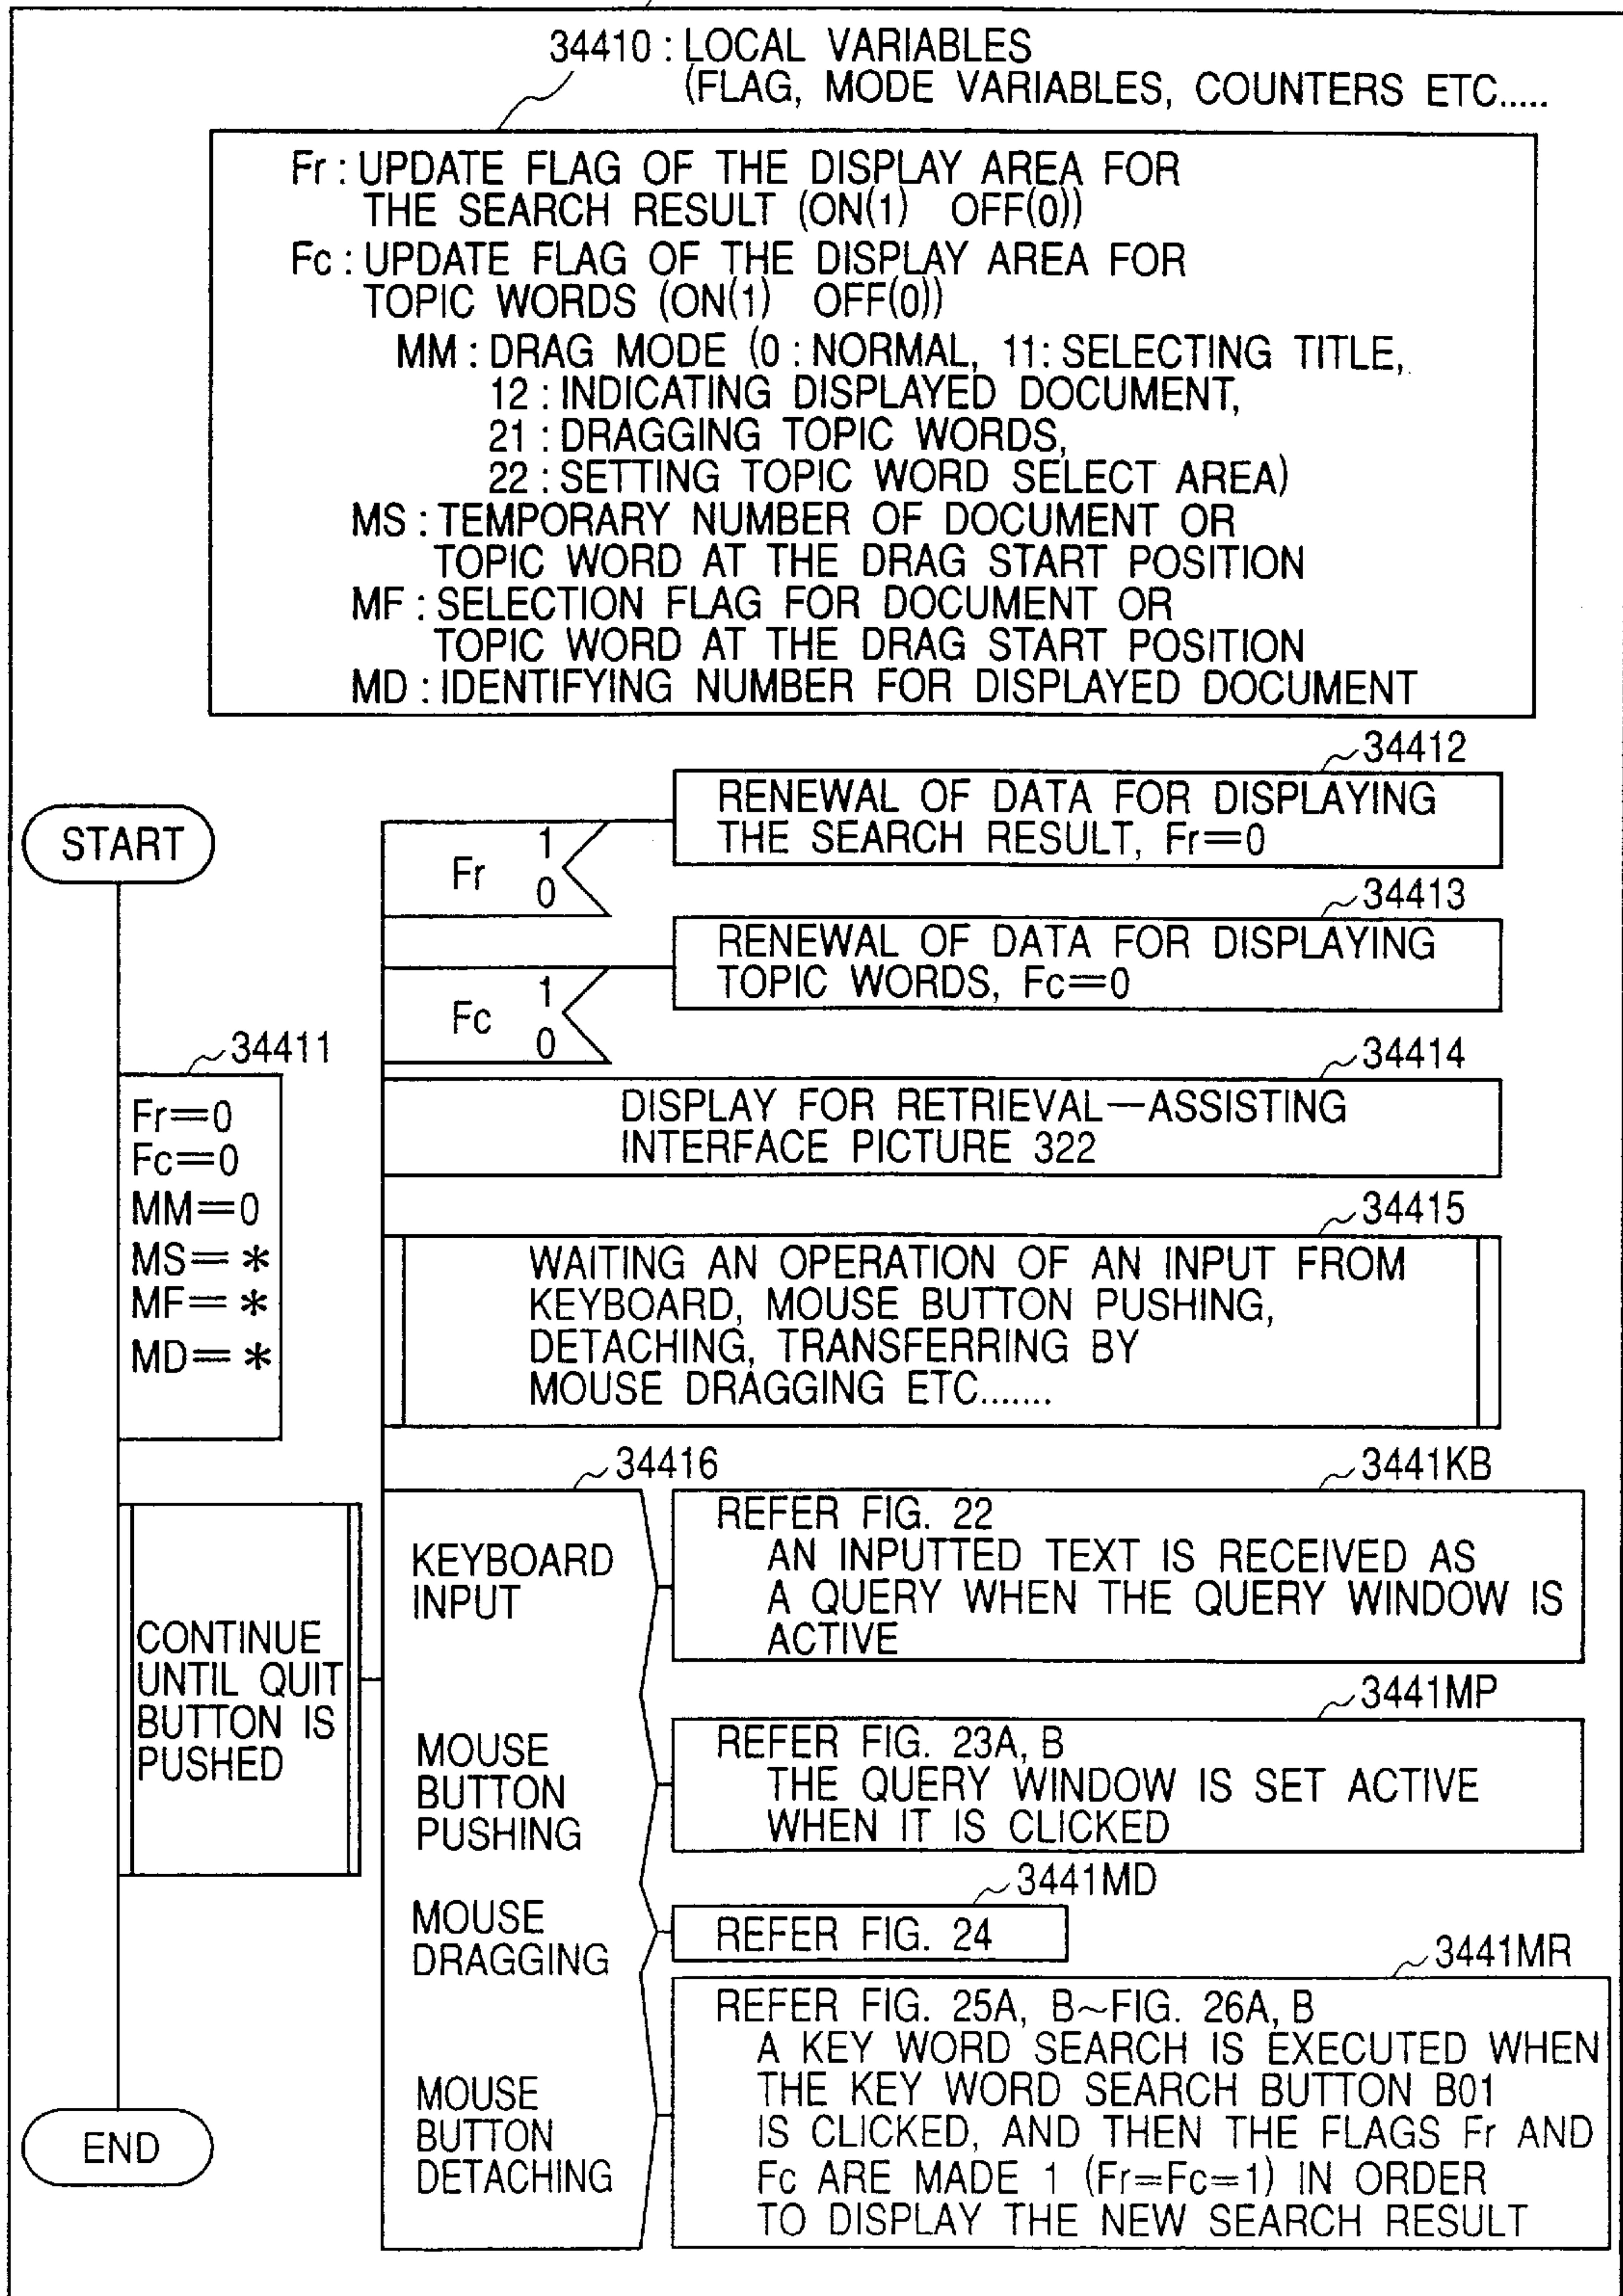 34410 : LOCAL VARIABLES
(FLAG, MODE VARIABLES, COUNTERS ETC.....
Fr : UPDATE FLAG OF THE DISPLAY AREA FOR
THE SEARCH RESULT (ON(1) OFF(0))
Fc : UPDATE FLAG OF THE DISPLAY AREA FOR
TOPIC WORDS (ON(1) OFF(0))
MM : DRAG MODE (0 : NORMAL, 11: SELECTING TITLE,
12 : INDICATING DISPLAYED DOCUMENT,
21 : DRAGGING TOPIC WORDS,
22 : SETTING TOPIC WORD SELECT AREA)
MS : TEMPORARY NUMBER OF DOCUMENT OR
TOPIC WORD AT THE DRAG START POSITION
MF : SELECTION FLAG FOR DOCUMENT OR
TOPIC WORD AT THE DRAG START POSITION
MD : IDENTIFYING NUMBER FOR DISPLAYED DOCUMENT
START
34411
Fr=0
Fc=0
MM=0
MS=*
MF=*
MD=*
CONTINUE
UNTIL QUIT
BUTTON IS
PUSHED
END
Fr 1
0
34412
RENEWAL OF DATA FOR DISPLAYING
THE SEARCH RESULT, Fr=0
Fc 1
0
34413
RENEWAL OF DATA FOR DISPLAYING
TOPIC WORDS, Fc=0
34414
DISPLAY FOR RETRIEVAL—ASSISTING
INTERFACE PICTURE 322
34415
WAITING AN OPERATION OF AN INPUT FROM
KEYBOARD, MOUSE BUTTON PUSHING,
DETACHING, TRANSFERRING BY
MOUSE DRAGGING ETC.......
34416
KEYBOARD
INPUT
3441KB
REFER FIG. 22
AN INPUTTED TEXT IS RECEIVED AS
A QUERY WHEN THE QUERY WINDOW IS
ACTIVE
MOUSE
BUTTON
PUSHING
3441MP
REFER FIG. 23A, B
THE QUERY WINDOW IS SET ACTIVE
WHEN IT IS CLICKED
MOUSE
DRAGGING
3441MD
REFER FIG. 24
MOUSE
BUTTON
DETACHING
3441MR
REFER FIG. 25A, B~FIG. 26A, B
A KEY WORD SEARCH IS EXECUTED WHEN
THE KEY WORD SEARCH BUTTON B01
IS CLICKED, AND THEN THE FLAGS Fr AND
Fc ARE MADE 1 (Fr=Fc=1) IN ORDER
TO DISPLAY THE NEW SEARCH RESULT